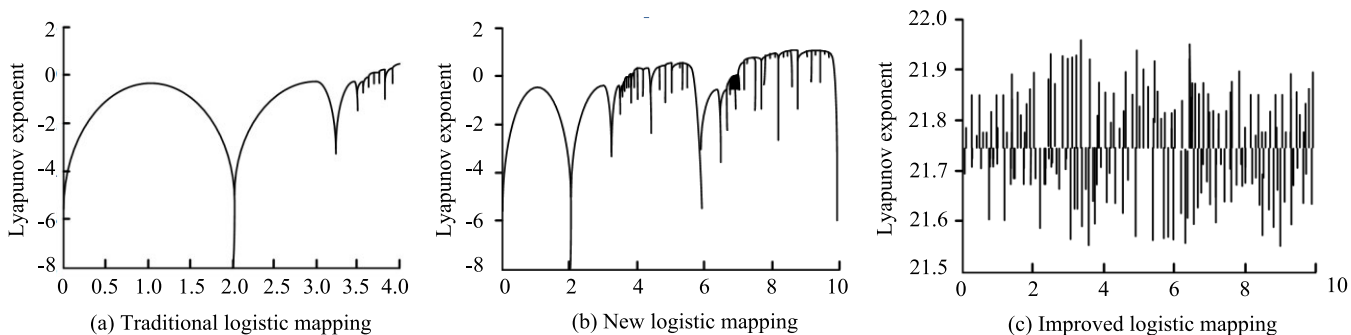 Lyapunov exponent
2
0
-2
-4
-6
-8
0 0.5 1.0 1.5 2.0 2.5 3.0 3.5 4.0
(a) Traditional logistic mapping
Lyapunov exponent
2
0
-2
-4
-6
-8
0 2 4 6 8 10
(b) New logistic mapping
Lyapunov exponent
22.0
21.9
21.8
21.7
21.6
21.5
0 2 4 6 8 10
10
(c) Improved logistic mapping